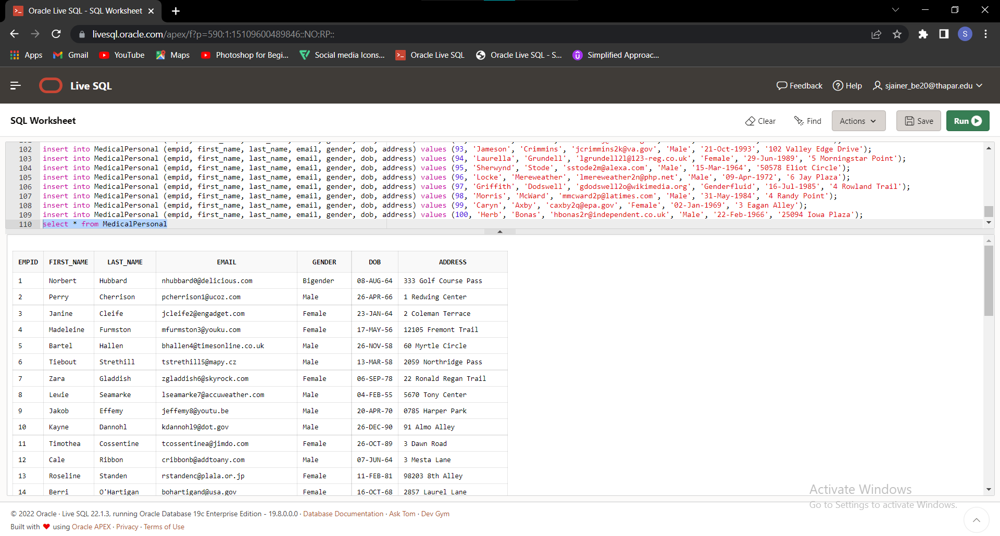 Oracle Live SQL - SQL Worksheet
livesql.oracle.com/apex/f?p=590:1:15109600489846::NO:RP::
S
Apps Gmail YouTube Maps Photoshop for Begi... Social media Icons... Oracle Live SQL Oracle Live SQL - S... Simplified Approac...
Live SQL
Feedback Help sjainer_be20@thapar.edu
SQL Worksheet
Clear Find Actions Save Run
102 insert into MedicalPersonal (empid, first_name, last_name, email, gender, dob, address) values (93, 'Jameson', 'Crimmins', 'jcrimmins2k@va.gov', 'Male', '21-Oct-1993', '102 Valley Edge Drive');
103 insert into MedicalPersonal (empid, first_name, last_name, email, gender, dob, address) values (94, 'Laurella', 'Grundell', 'lgrundell2l@123-reg.co.uk', 'Female', '29-Jun-1989', '5 Morningstar Point');
104 insert into MedicalPersonal (empid, first_name, last_name, email, gender, dob, address) values (95, 'Sherwynd', 'Stode', 'sstode2m@alexa.com', 'Male', '15-Mar-1964', '50578 Eliot Circle');
105 insert into MedicalPersonal (empid, first_name, last_name, email, gender, dob, address) values (96, 'Locke', 'Mereweather', 'lmereweather2n@php.net', 'Male', '09-Apr-1972', '6 Jay Plaza');
106 insert into MedicalPersonal (empid, first_name, last_name, email, gender, dob, address) values (97, 'Griffith', 'Dodswell', 'gdodswell2o@wikimedia.org', 'Genderfluid', '16-Jul-1985', '4 Rowland Trail');
107 insert into MedicalPersonal (empid, first_name, last_name, email, gender, dob, address) values (98, 'Morris', 'McWard', 'mmcward2p@latimes.com', 'Male', '31-May-1984', '4 Randy Point');
108 insert into MedicalPersonal (empid, first_name, last_name, email, gender, dob, address) values (99, 'Caryn', 'Axby', 'caxby2q@epa.gov', 'Female', '02-Jan-1969', '3 Eagan Alley');
109 insert into MedicalPersonal (empid, first_name, last_name, email, gender, dob, address) values (100, 'Herb', 'Bonas', 'hbonas2r@independent.co.uk', 'Male', '22-Feb-1966', '25094 Iowa Plaza');
110 select * from MedicalPersonal
EMPID FIRST_NAME LAST_NAME EMAIL GENDER DOB ADDRESS
1 Norbert Hubbard nhubbard0@delicious.com Bigender 08-AUG-64 333 Golf Course Pass
2 Perry Cherrison pcherrison1@ucoz.com Male 26-APR-66 1 Redwing Center
3 Janine Cleife jcleife2@engadget.com Female 23-JAN-64 2 Coleman Terrace
4 Madeleine Furmston mfurmston3@youku.com Female 17-MAY-56 12105 Fremont Trail
5 Bartel Hallen bhallen4@timesonline.co.uk Male 26-NOV-58 60 Myrtle Circle
6 Tiebout Strethill tstrethill5@mapy.cz Male 13-MAR-58 2059 Northridge Pass
7 Zara Gladdish zgladdish6@skyrock.com Female 06-SEP-78 22 Ronald Regan Trail
8 Lewie Seamarke lseamarke7@accuweather.com Male 04-FEB-55 5670 Tony Center
9 Jakob Effemy jeffemy8@youtu.be Male 20-APR-70 0785 Harper Park
10 Kayne Dannohl kdannohl9@dot.gov Male 26-DEC-90 91 Almo Alley
11 Timothea Cossentine tcossentinea@jimdo.com Female 26-OCT-89 3 Dawn Road
12 Cale Ribbon cribbonb@addtoany.com Male 07-JUN-64 3 Mesta Lane
13 Roseline Standen rstandenc@plala.or.jp Female 11-FEB-81 98203 8th Alley
14 Berri O'Hartigan bohartigand@usa.gov Female 16-OCT-68 2857 Laurel Lane
Activate Windows
Go to Settings to activate Windows.
© 2022 Oracle · Live SQL 22.1.3, running Oracle Database 19c Enterprise Edition - 19.8.0.0.0 · Database Documentation · Ask Tom · Dev Gym
Built with ♥ using Oracle APEX · Privacy · Terms of Use